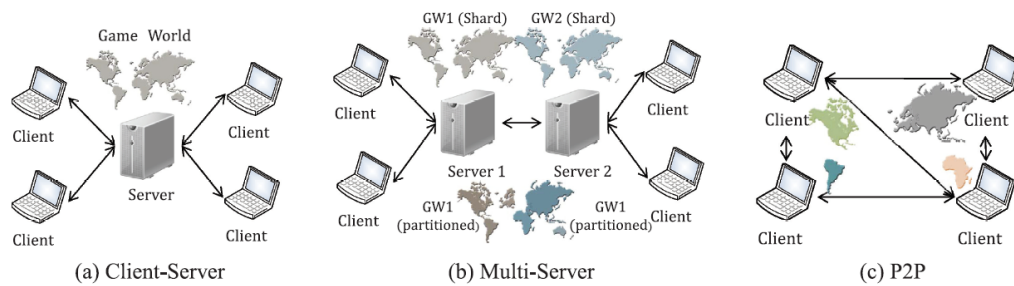 Game World
Client
Client
Server
Client
Client
(a) Client-Server
GW1 (Shard)
GW2 (Shard)
Client
Client
Server 1
Server 2
Client
Client
GW1
(partitioned)
GW1
(partitioned)
(b) Multi-Server
Client
Client
Client
Client
(c) P2P